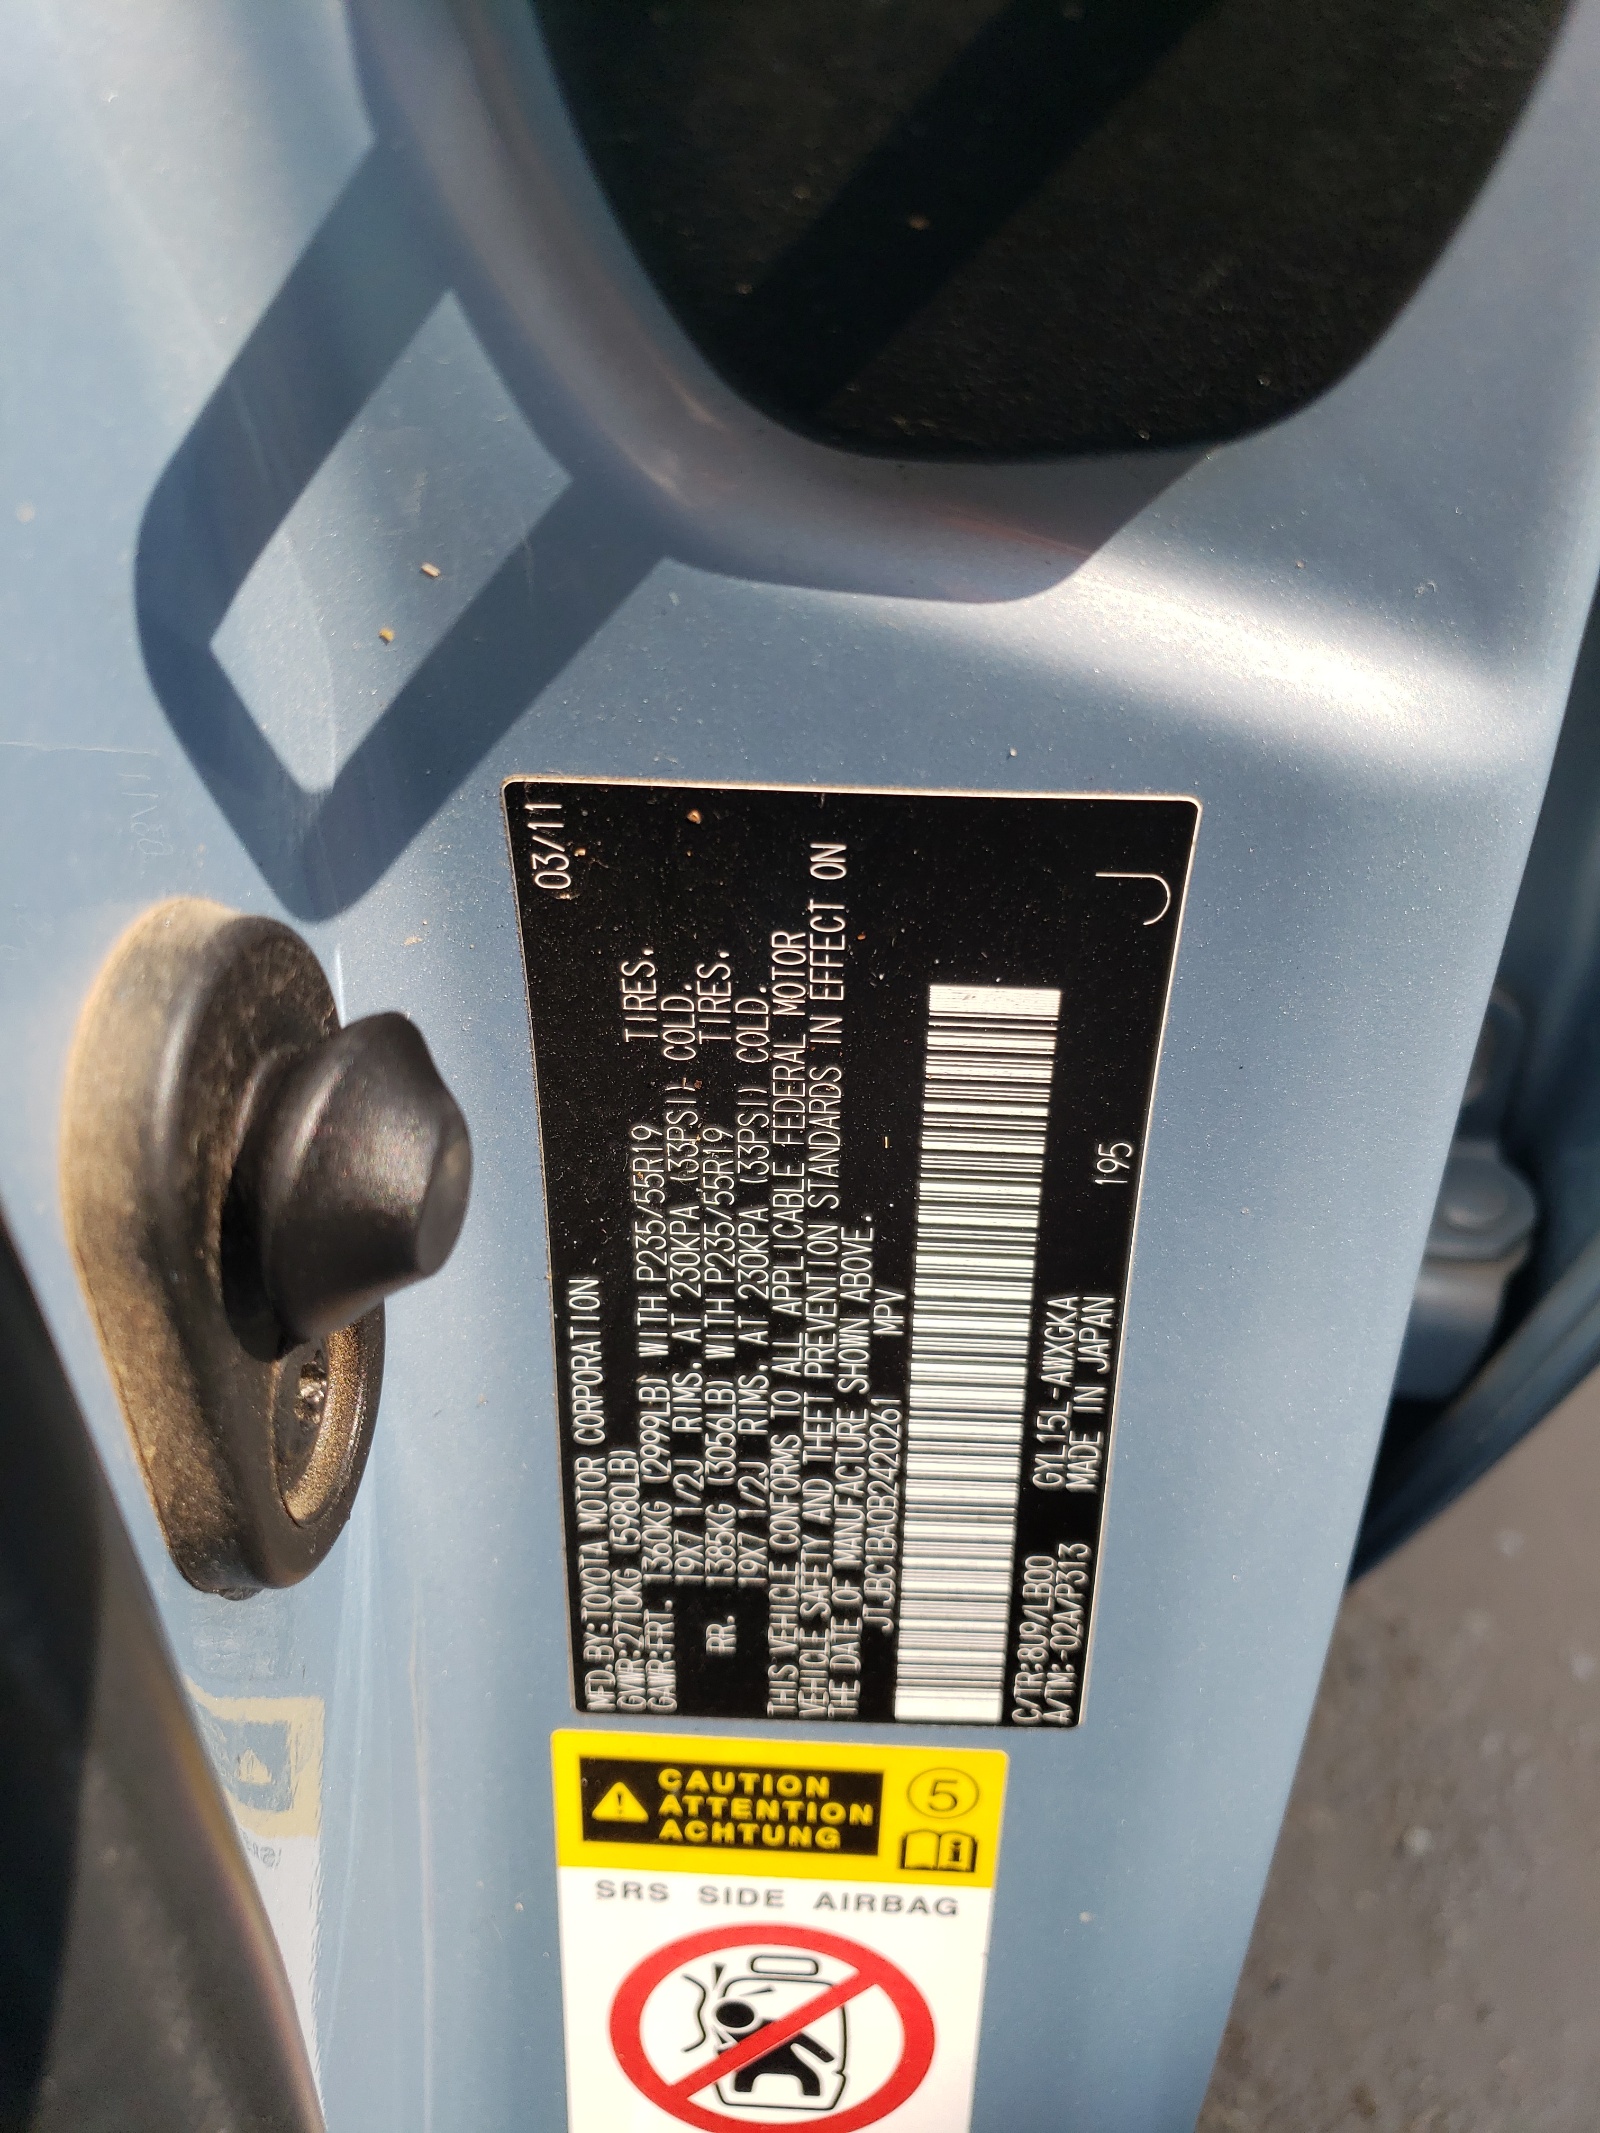 03/11
MFD.BY:TOYOTA MOTOR CORPORATION
GVWR:2710KG (5980LB)
GAWR:FRT. 1360KG (2999LB) WITH P235/55R19 TIRES.
19X7 1/2J RIMS. AT 230KPA (33PSI) COLD.
RR. 1385KG (3056LB) WITH P235/55R19 TIRES.
19X7 1/2J RIMS. AT 230KPA (33PSI) COLD.
THIS VEHICLE CONFORMS TO ALL APPLICABLE FEDERAL MOTOR
VEHICLE SAFETY AND THEFT PREVENTION STANDARDS IN EFFECT ON
THE DATE OF MANUFACTURE SHOWN ABOVE.
JTJBC1BA0B2420261 MPV
C/TR:8U9/LB00 GYL15L-AWXGKA 195
A/TM:-02A/P313 MADE IN JAPAN
J
CAUTION
ATTENTION
ACHTUNG
5
i
SRS SIDE AIRBAG